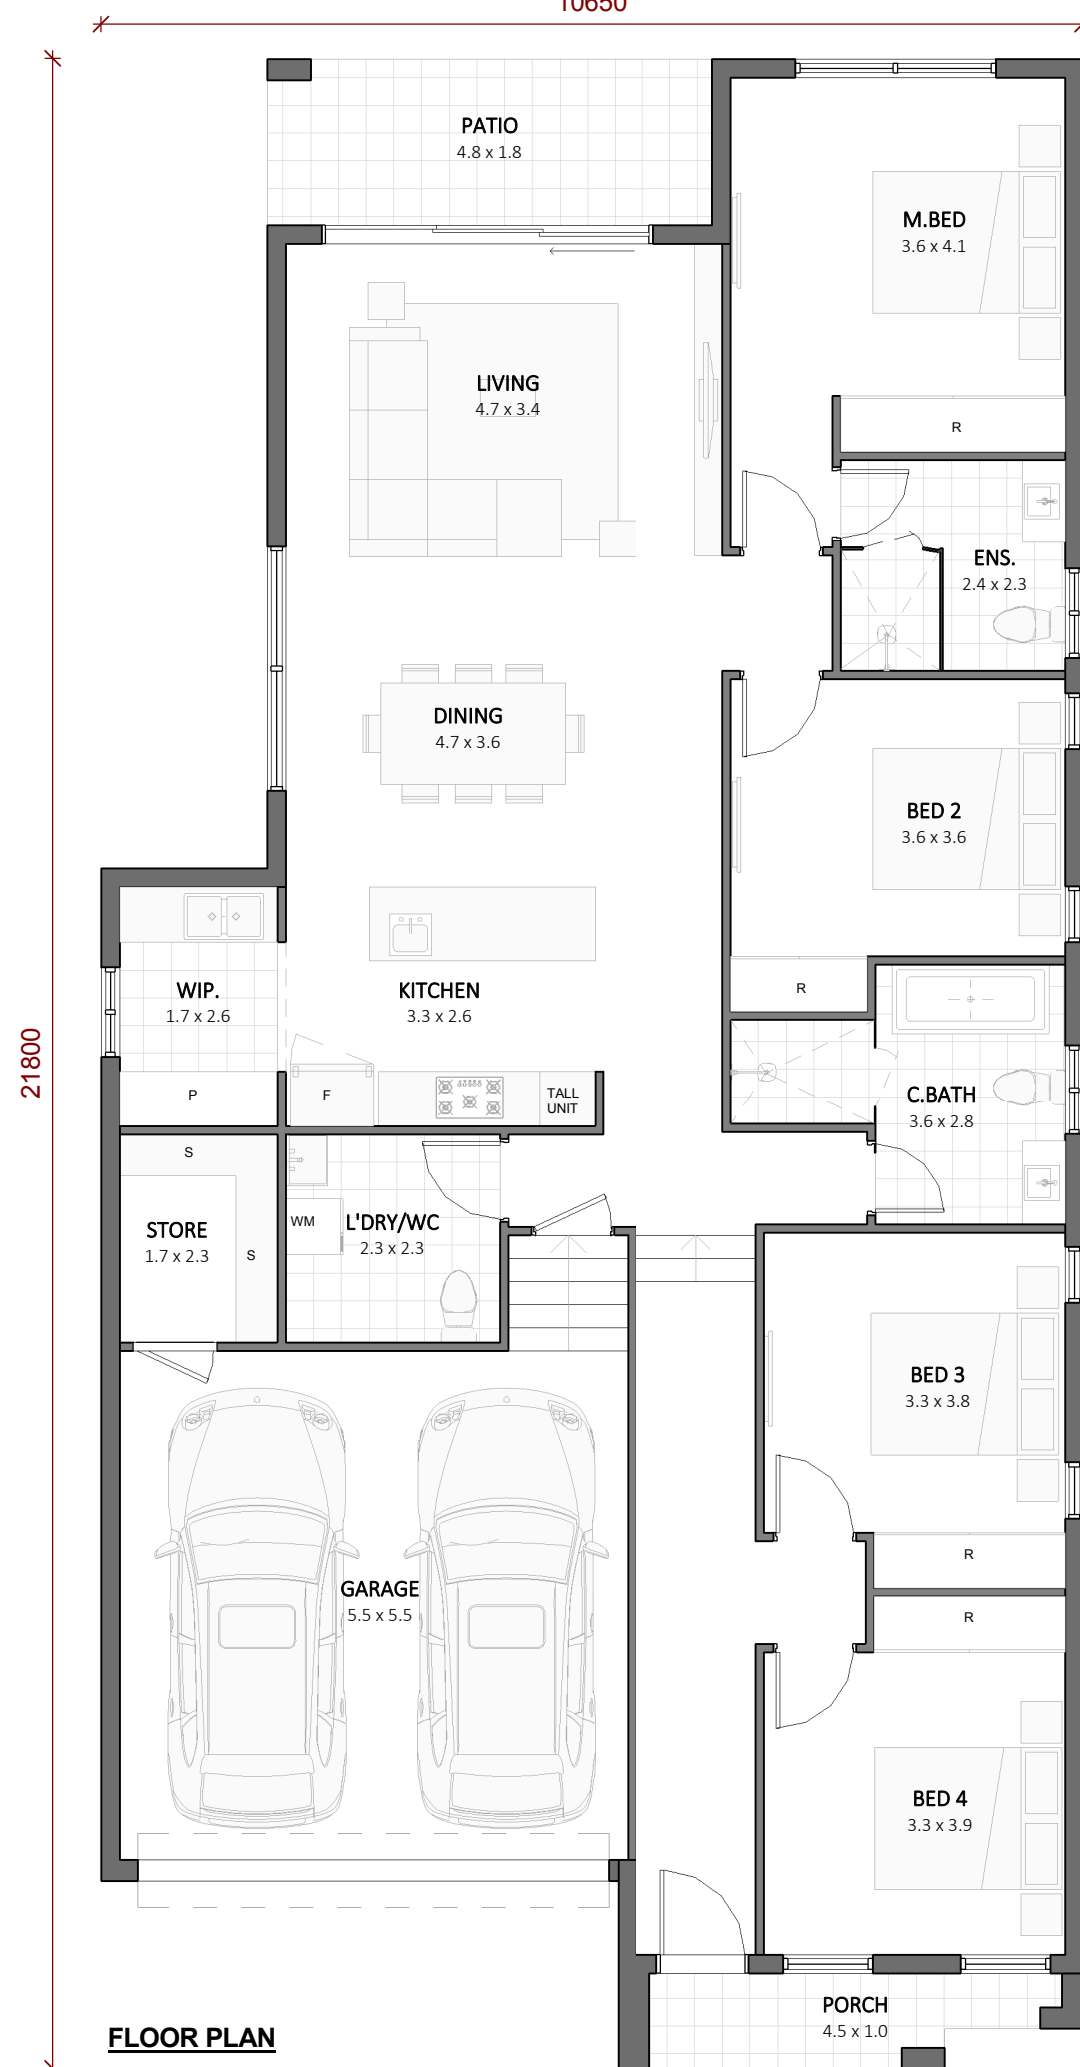 10650
PATIO
4.8 x 1.8
M.BED
3.6 x 4.1
LIVING
4.7 x 3.4
R
ENS.
2.4 x 2.3
DINING
4.7 x 3.6
BED 2
3.6 x 3.6
WIP.
1.7 x 2.6
KITCHEN
3.3 x 2.6
R
21800
P
F
TALL
UNIT
C.BATH
3.6 x 2.8
S
STORE
1.7 x 2.3
S
WM
L'DRY/WC
2.3 x 2.3
BED 3
3.3 x 3.8
R
GARAGE
5.5 x 5.5
R
BED 4
3.3 x 3.9
PORCH
4.5 x 1.0
FLOOR PLAN